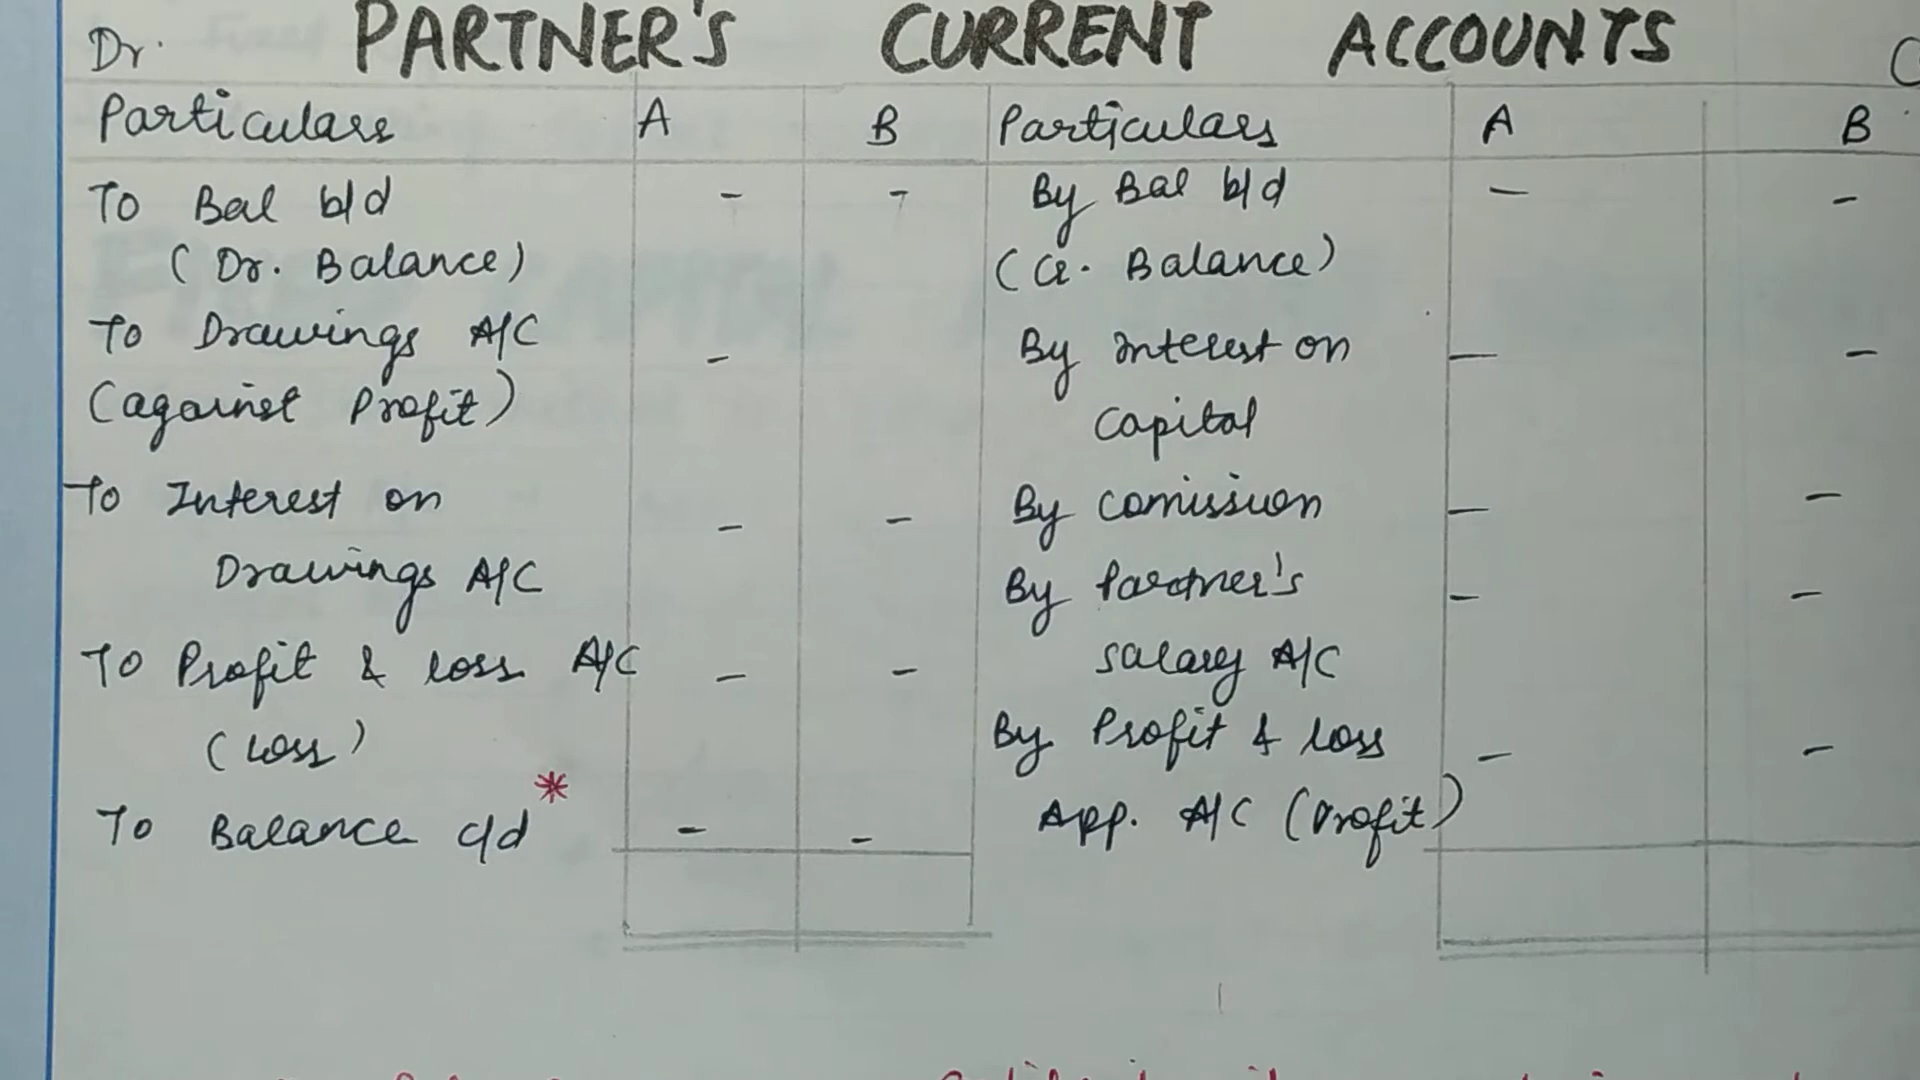 PARTNER'S CURRENT ACCOUNTS
Dr.
Particulars A B Particulars A B
To Bal b/d - - By Bal b/d - -
(Dr. Balance) (Cr. Balance)
To Drawings A/C - By Interest on - -
(against Profit) Capital
To Interest on - - By Comission - -
Drawings A/C By Partner's - -
To Profit & loss A/C - - Salary A/C
(Loss) By Profit & loss - -
To Balance c/d* - - App. A/C (Profit)